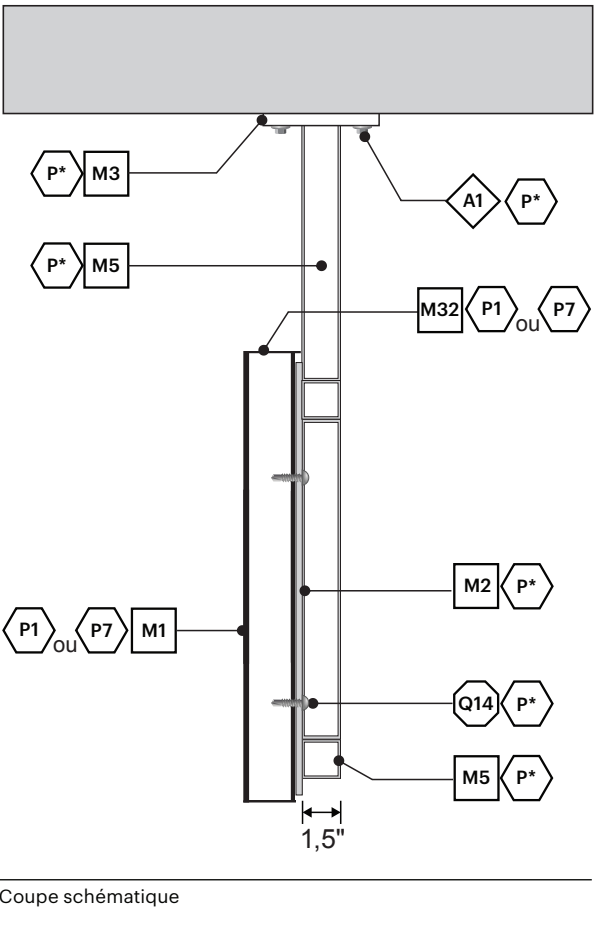 P* M3
A1 P*
P* M5
M32 P1 ou P7
M2 P*
P1 ou P7 M1
Q14 P*
M5 P*
1,5"
Coupe schématique